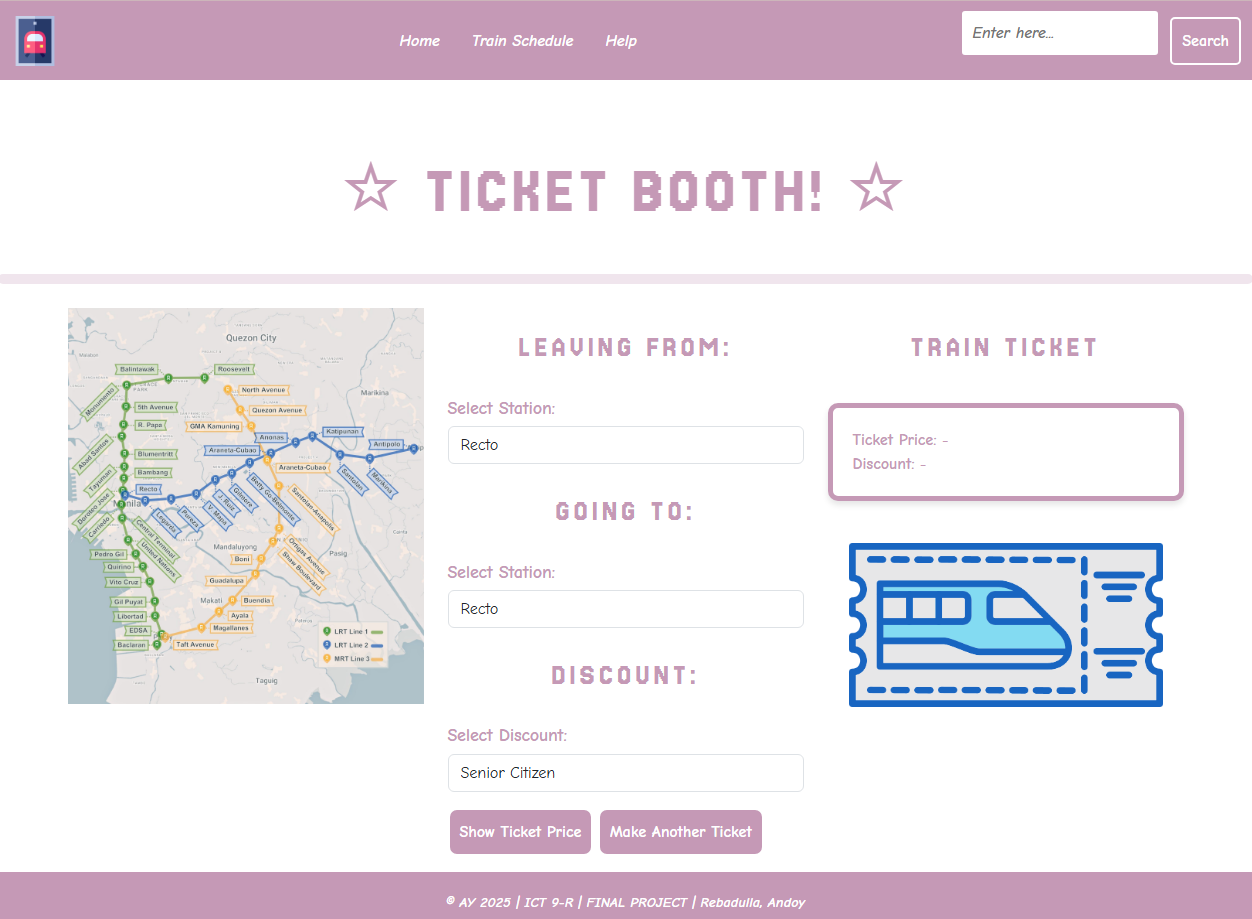 Home Train Schedule Help Enter here... Search
☆ TICKET BOOTH! ☆
Quezon City
Balintawak
Roosevelt
Monumento
North Avenue
Marikina
5th Avenue
Quezon Avenue
R. Papa
GMA Kamuning
Katipunan
Anonas
Abad Santos
Blumentritt
Araneta-Cubao
Antipolo
Tayuman
Bambang
Araneta-Cubao
Santolan
Marikina
Recto
Betty Go-Belmonte
Gilmore
J. Ruiz
V. Mapa
Pureza
Legarda
Doroteo Jose
Manila
Carriedo
Santolan-Anapolis
Central Terminal
United Nations
Pedro Gil
Mandaluyong
Ortigas Avenue
Shaw Boulevard
Pasig
Cainta
Boni
Quirino
Vito Cruz
Guadalupe
Gil Puyat
Makati
Buendia
Libertad
Ayala
EDSA
Magallanes
Baclaran
Taft Avenue
LRT Line 1
LRT Line 2
MRT Line 3
Taguig
LEAVING FROM:
Select Station:
Recto
GOING TO:
Select Station:
Recto
DISCOUNT:
Select Discount:
Senior Citizen
Show Ticket Price Make Another Ticket
TRAIN TICKET
Ticket Price: -
Discount: -
© AY 2025 | ICT 9-R | FINAL PROJECT | Rebadulla, Andoy